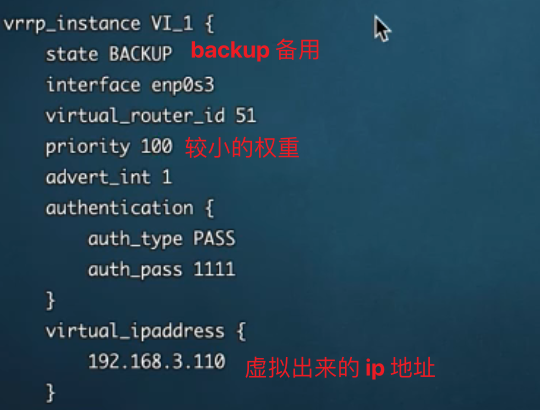 vrrp_instance VI_1 {
state BACKUP backup 备用
interface enp0s3
virtual_router_id 51
priority 100 较小的权重
advert_int 1
authentication {
auth_type PASS
auth_pass 1111
}
virtual_ipaddress {
192.168.3.110 虚拟出来的 ip 地址
}